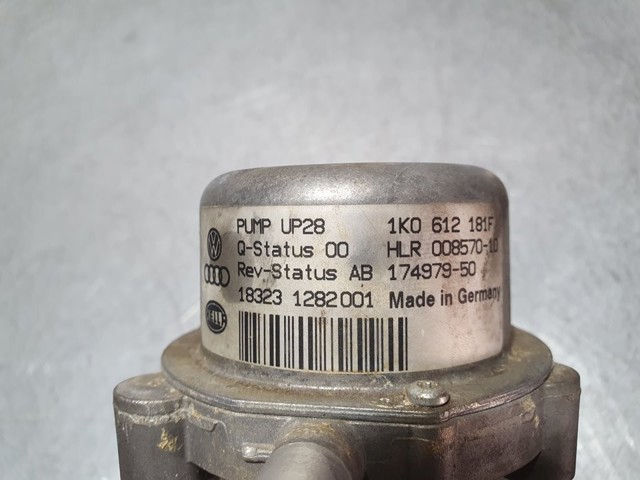 PUMP UP28 1K0 612 181F
Q-Status 00 HLR 008570-10
Rev-Status AB 174979-50
18323 1282001 Made in Germany
HELLA